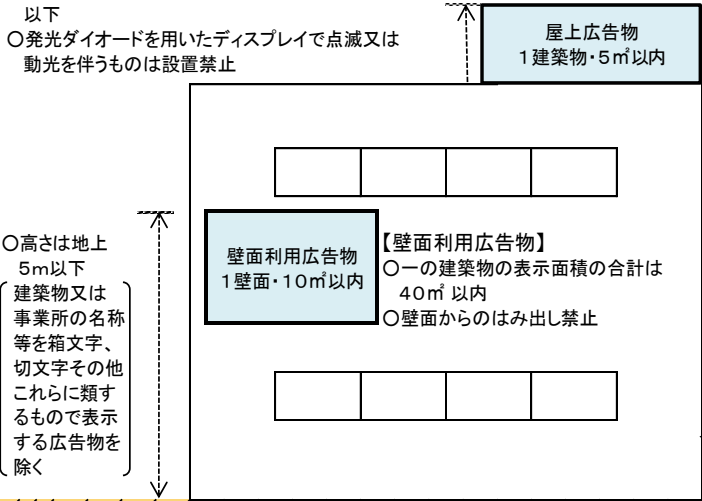 以下
○発光ダイオードを用いたディスプレイで点滅又は
動光を伴うものは設置禁止
屋上広告物
1建築物・5㎡以内
○高さは地上
5m以下
建築物又は
事業所の名称
等を箱文字、
切文字その他
これらに類す
るもので表示
する広告物を
除く
壁面利用広告物
1壁面・10㎡以内
【壁面利用広告物】
○一の建築物の表示面積の合計は
40㎡ 以内
○壁面からのはみ出し禁止